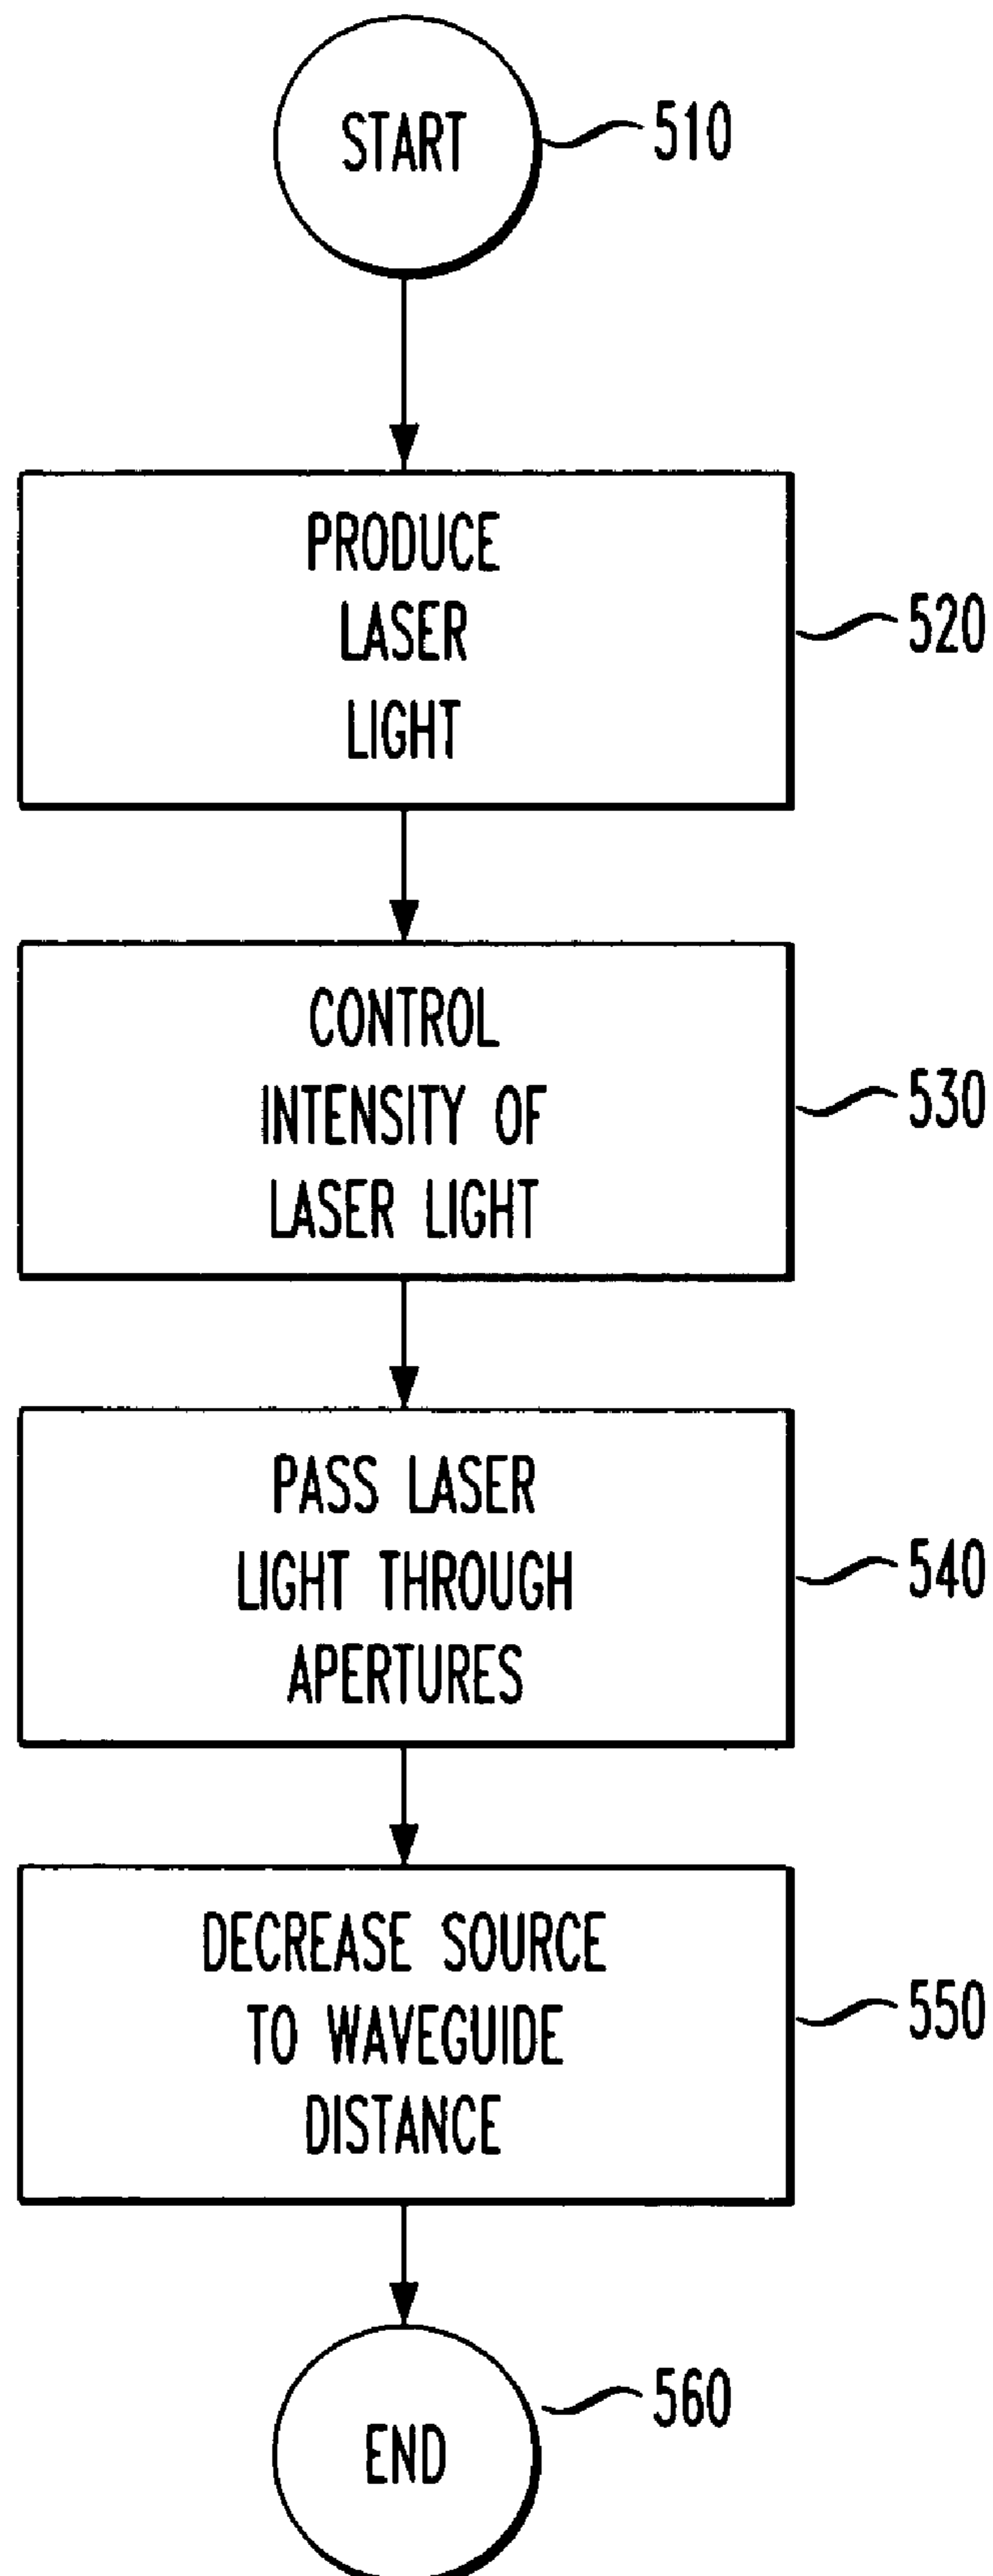 START
510
PRODUCE
LASER
LIGHT
520
CONTROL
INTENSITY OF
LASER LIGHT
530
PASS LASER
LIGHT THROUGH
APERTURES
540
DECREASE SOURCE
TO WAVEGUIDE
DISTANCE
550
END
560